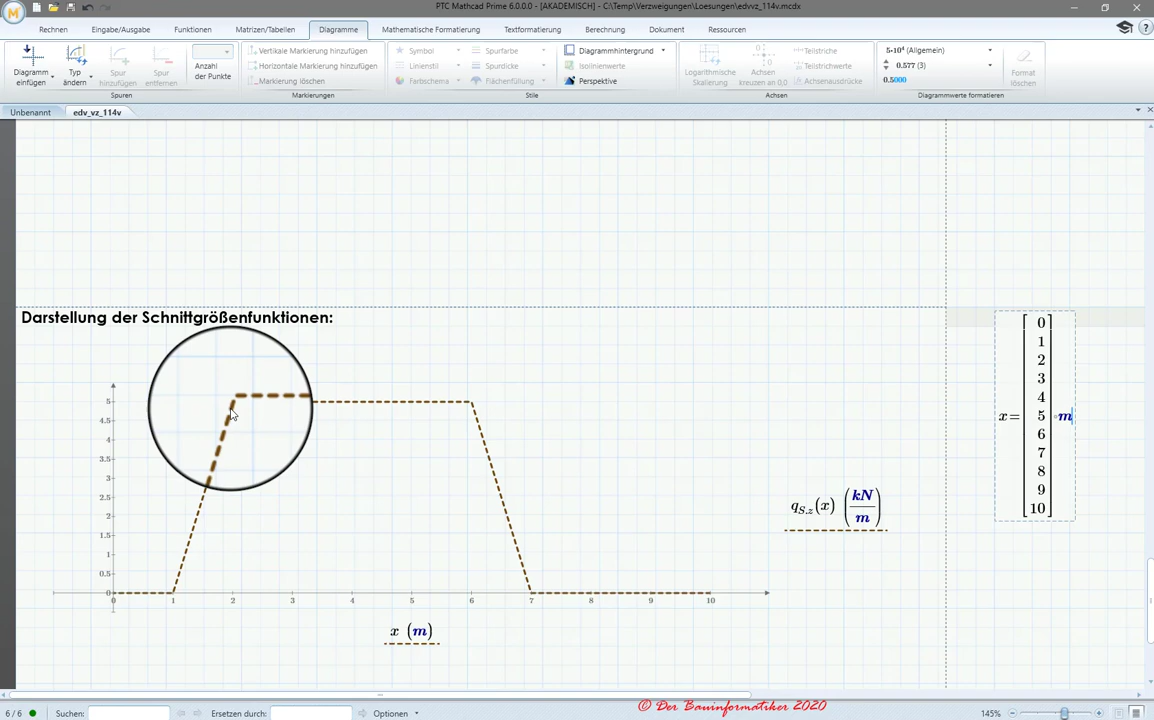 PTC Mathcad Prime 6.0.0.0 - [AKADEMISCH] - C:\Temp\Verzweigungen\Loesungen\edvvz_114v.mcdx
Rechnen Eingabe/Ausgabe Funktionen Matrizen/Tabellen Diagramme Mathematische Formatierung Textformatierung Berechnung Dokument Ressourcen
Diagramm einfügen
Typ ändern
Spur hinzufügen
Spur entfernen
Anzahl der Punkte
Spuren
Vertikale Markierung hinzufügen
Horizontale Markierung hinzufügen
Markierung löschen
Markierungen
Symbol
Linienstil
Farbschema
Spurfarbe
Spurdicke
Flächenfüllung
Diagrammhintergrund
Isolinienwerte
Perspektive
Stile
Logarithmische Skalierung
Achsen kreuzen an 0,0
Teilstriche
Teilstrichwerte
Achsenausdrücke
Achsen
5·10⁴ (Allgemein)
0.577 (3)
0.5000
Format löschen
Diagrammwerte formatieren
Unbenannt edv_vz_114v
Darstellung der Schnittgrößenfunktionen:
5
4.5
4
3.5
3
2.5
2
1.5
1
0.5
0
0 1 2 3 4 5 6 7 8 9 10
x (m)
q_S.z(x) (kN/m)
x = [0 1 2 3 4 5 6 7 8 9 10] · m
6 / 6 Suchen: Ersetzen durch: Optionen 145%
© Der Bauinformatiker 2020